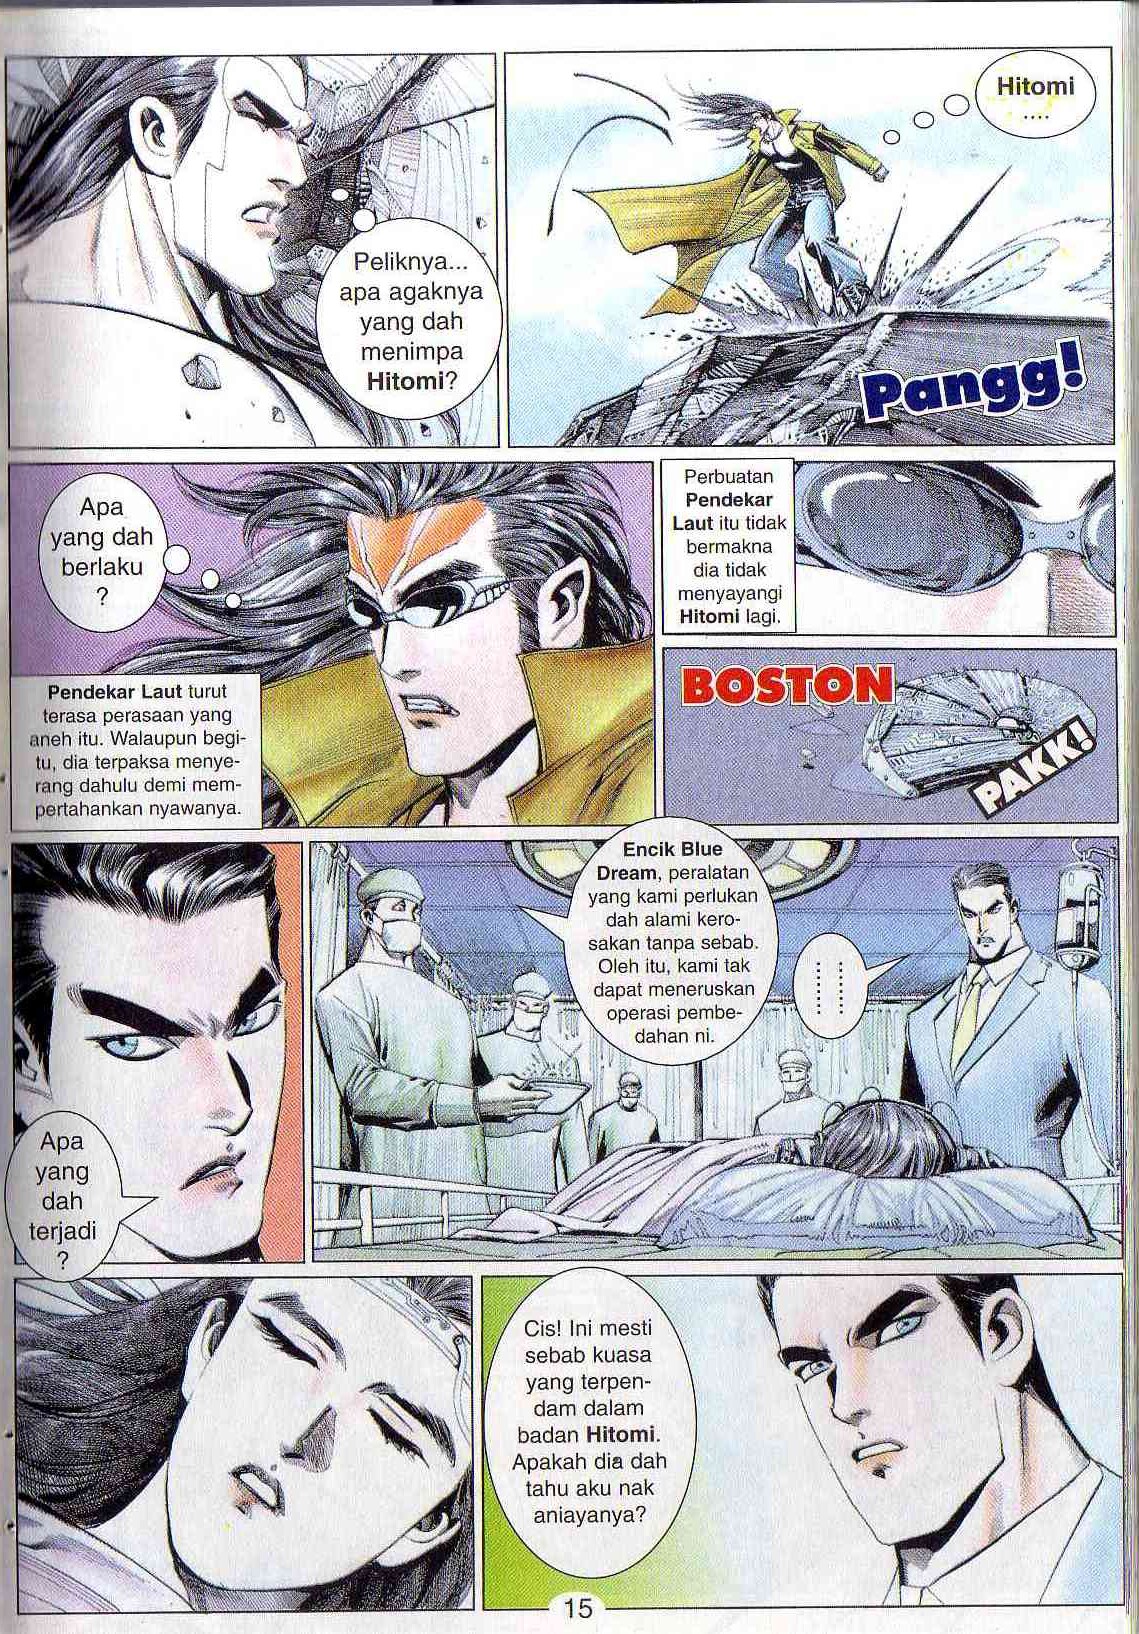 Peliknya...
apa agaknya
yang dah
menimpa
Hitomi?
Hitomi
....
Pangg!
Apa
yang dah
berlaku
?
Pendekar Laut turut
terasa perasaan yang
aneh itu. Walaupun begi-
tu, dia terpaksa menye-
rang dahulu demi mem-
pertahankan nyawanya.
Perbuatan
Pendekar
Laut itu tidak
bermakna
dia tidak
menyayangi
Hitomi lagi.
BOSTON
PAKK!
Apa
yang
dah
terjadi
?
Encik Blue
Dream, peralatan
yang kami perlukan
dah alami kero-
sakan tanpa sebab.
Oleh itu, kami tak
dapat meneruskan
operasi pembe-
dahan ni.
Cis! Ini mesti
sebab kuasa
yang terpen-
dam dalam
badan Hitomi.
Apakah dia dah
tahu aku nak
aniayanya?
15